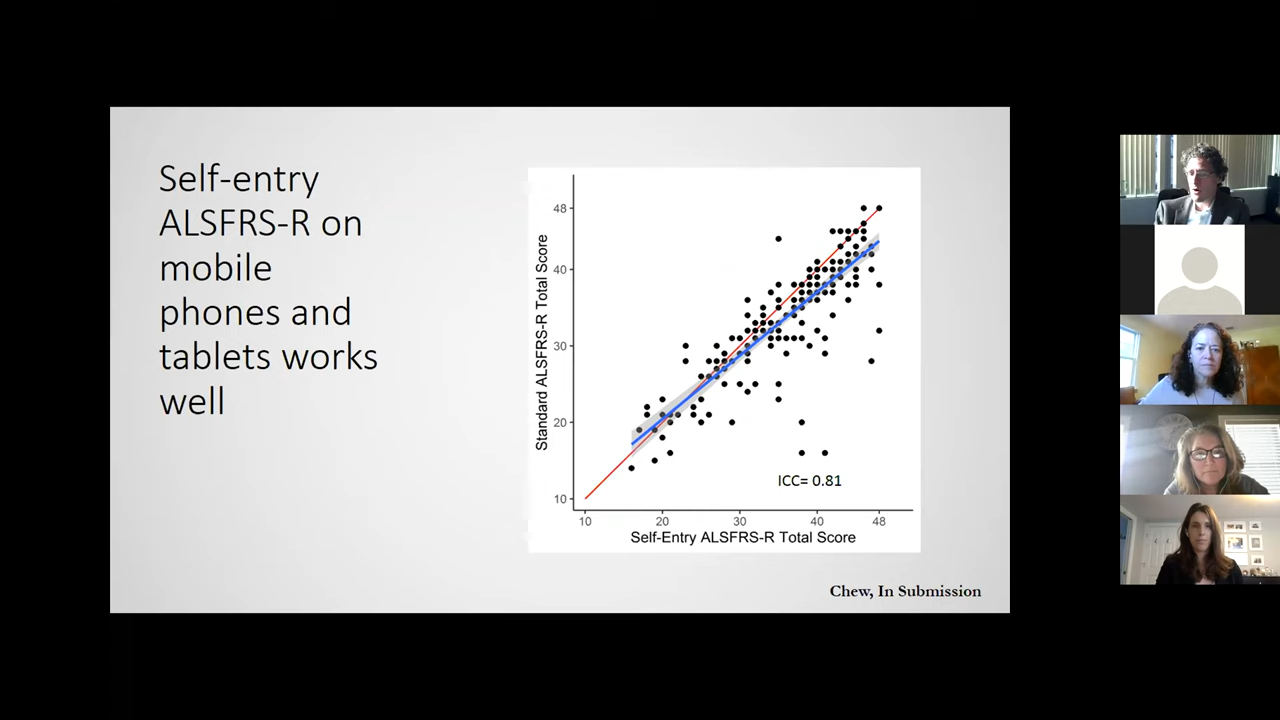 Self-entry
ALSFRS-R on
mobile
phones and
tablets works
well
Standard ALSFRS-R Total Score
48
40
30
20
10
ICC= 0.81
10 20 30 40 48
Self-Entry ALSFRS-R Total Score
Chew, In Submission